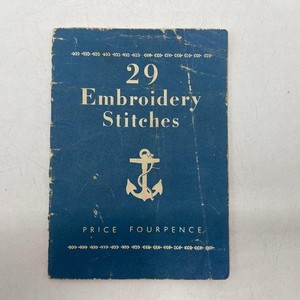 29
Embroidery
Stitches
PRICE FOURPENCE